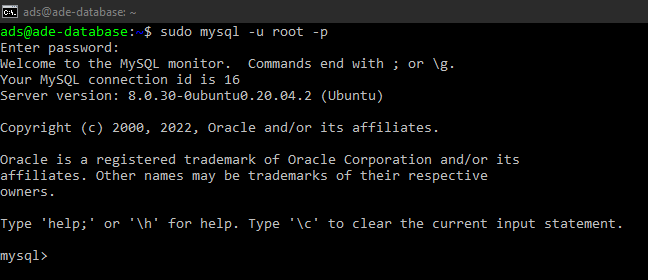 ads@ade-database: ~
ads@ade-database:~$ sudo mysql -u root -p
Enter password:
Welcome to the MySQL monitor.  Commands end with ; or \g.
Your MySQL connection id is 16
Server version: 8.0.30-0ubuntu0.20.04.2 (Ubuntu)
Copyright (c) 2000, 2022, Oracle and/or its affiliates.
Oracle is a registered trademark of Oracle Corporation and/or its
affiliates. Other names may be trademarks of their respective
owners.
Type 'help;' or '\h' for help. Type '\c' to clear the current input statement.
mysql>